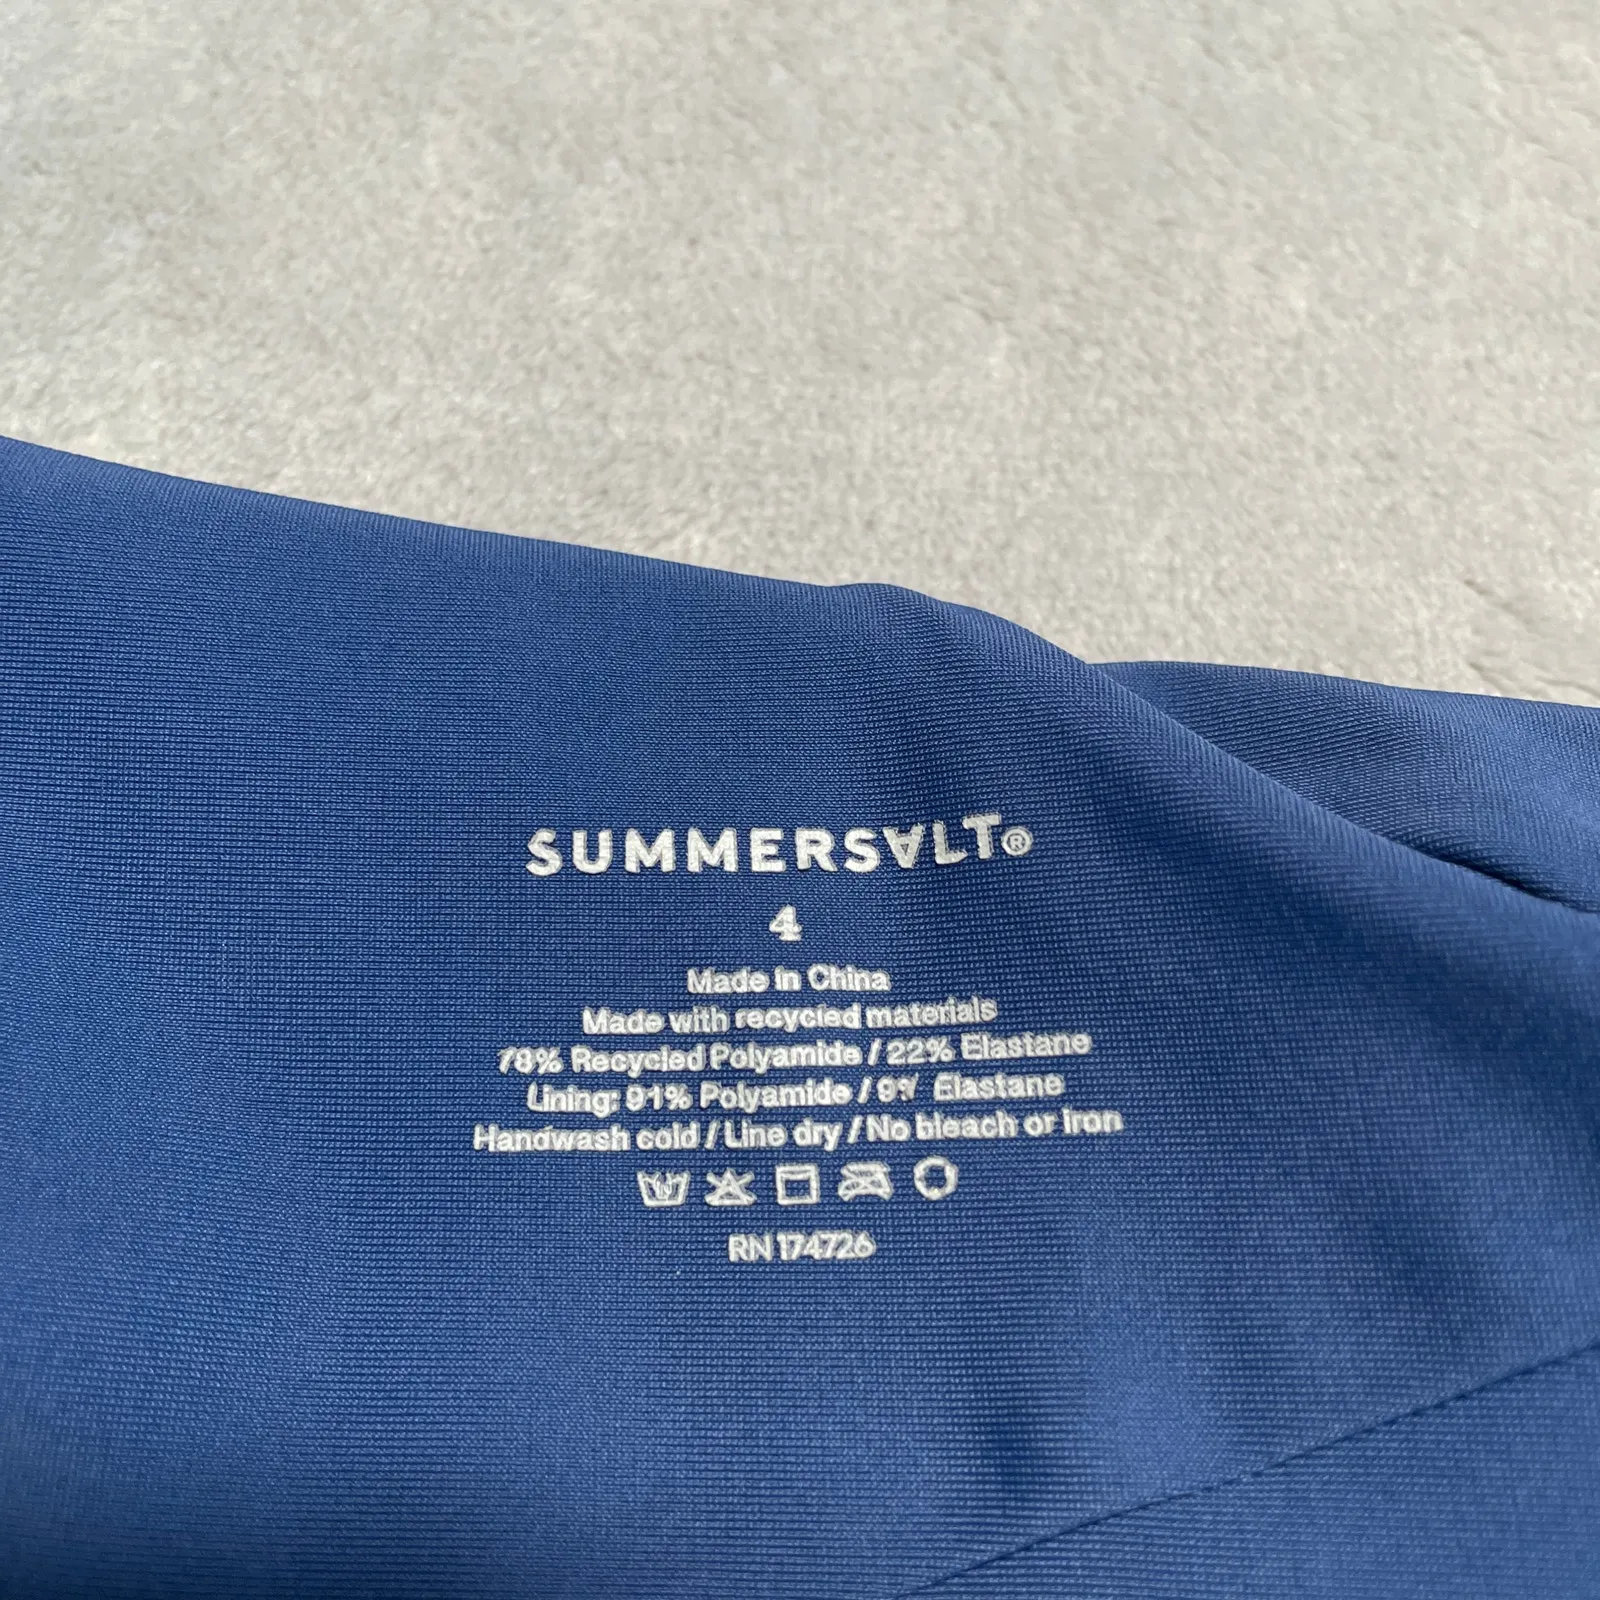 SUMMERSALT®
4
Made in China
Made with recycled materials
78% Recycled Polyamide / 22% Elastane
Lining: 91% Polyamide / 9% Elastane
Handwash cold / Line dry / No bleach or iron
RN 174726